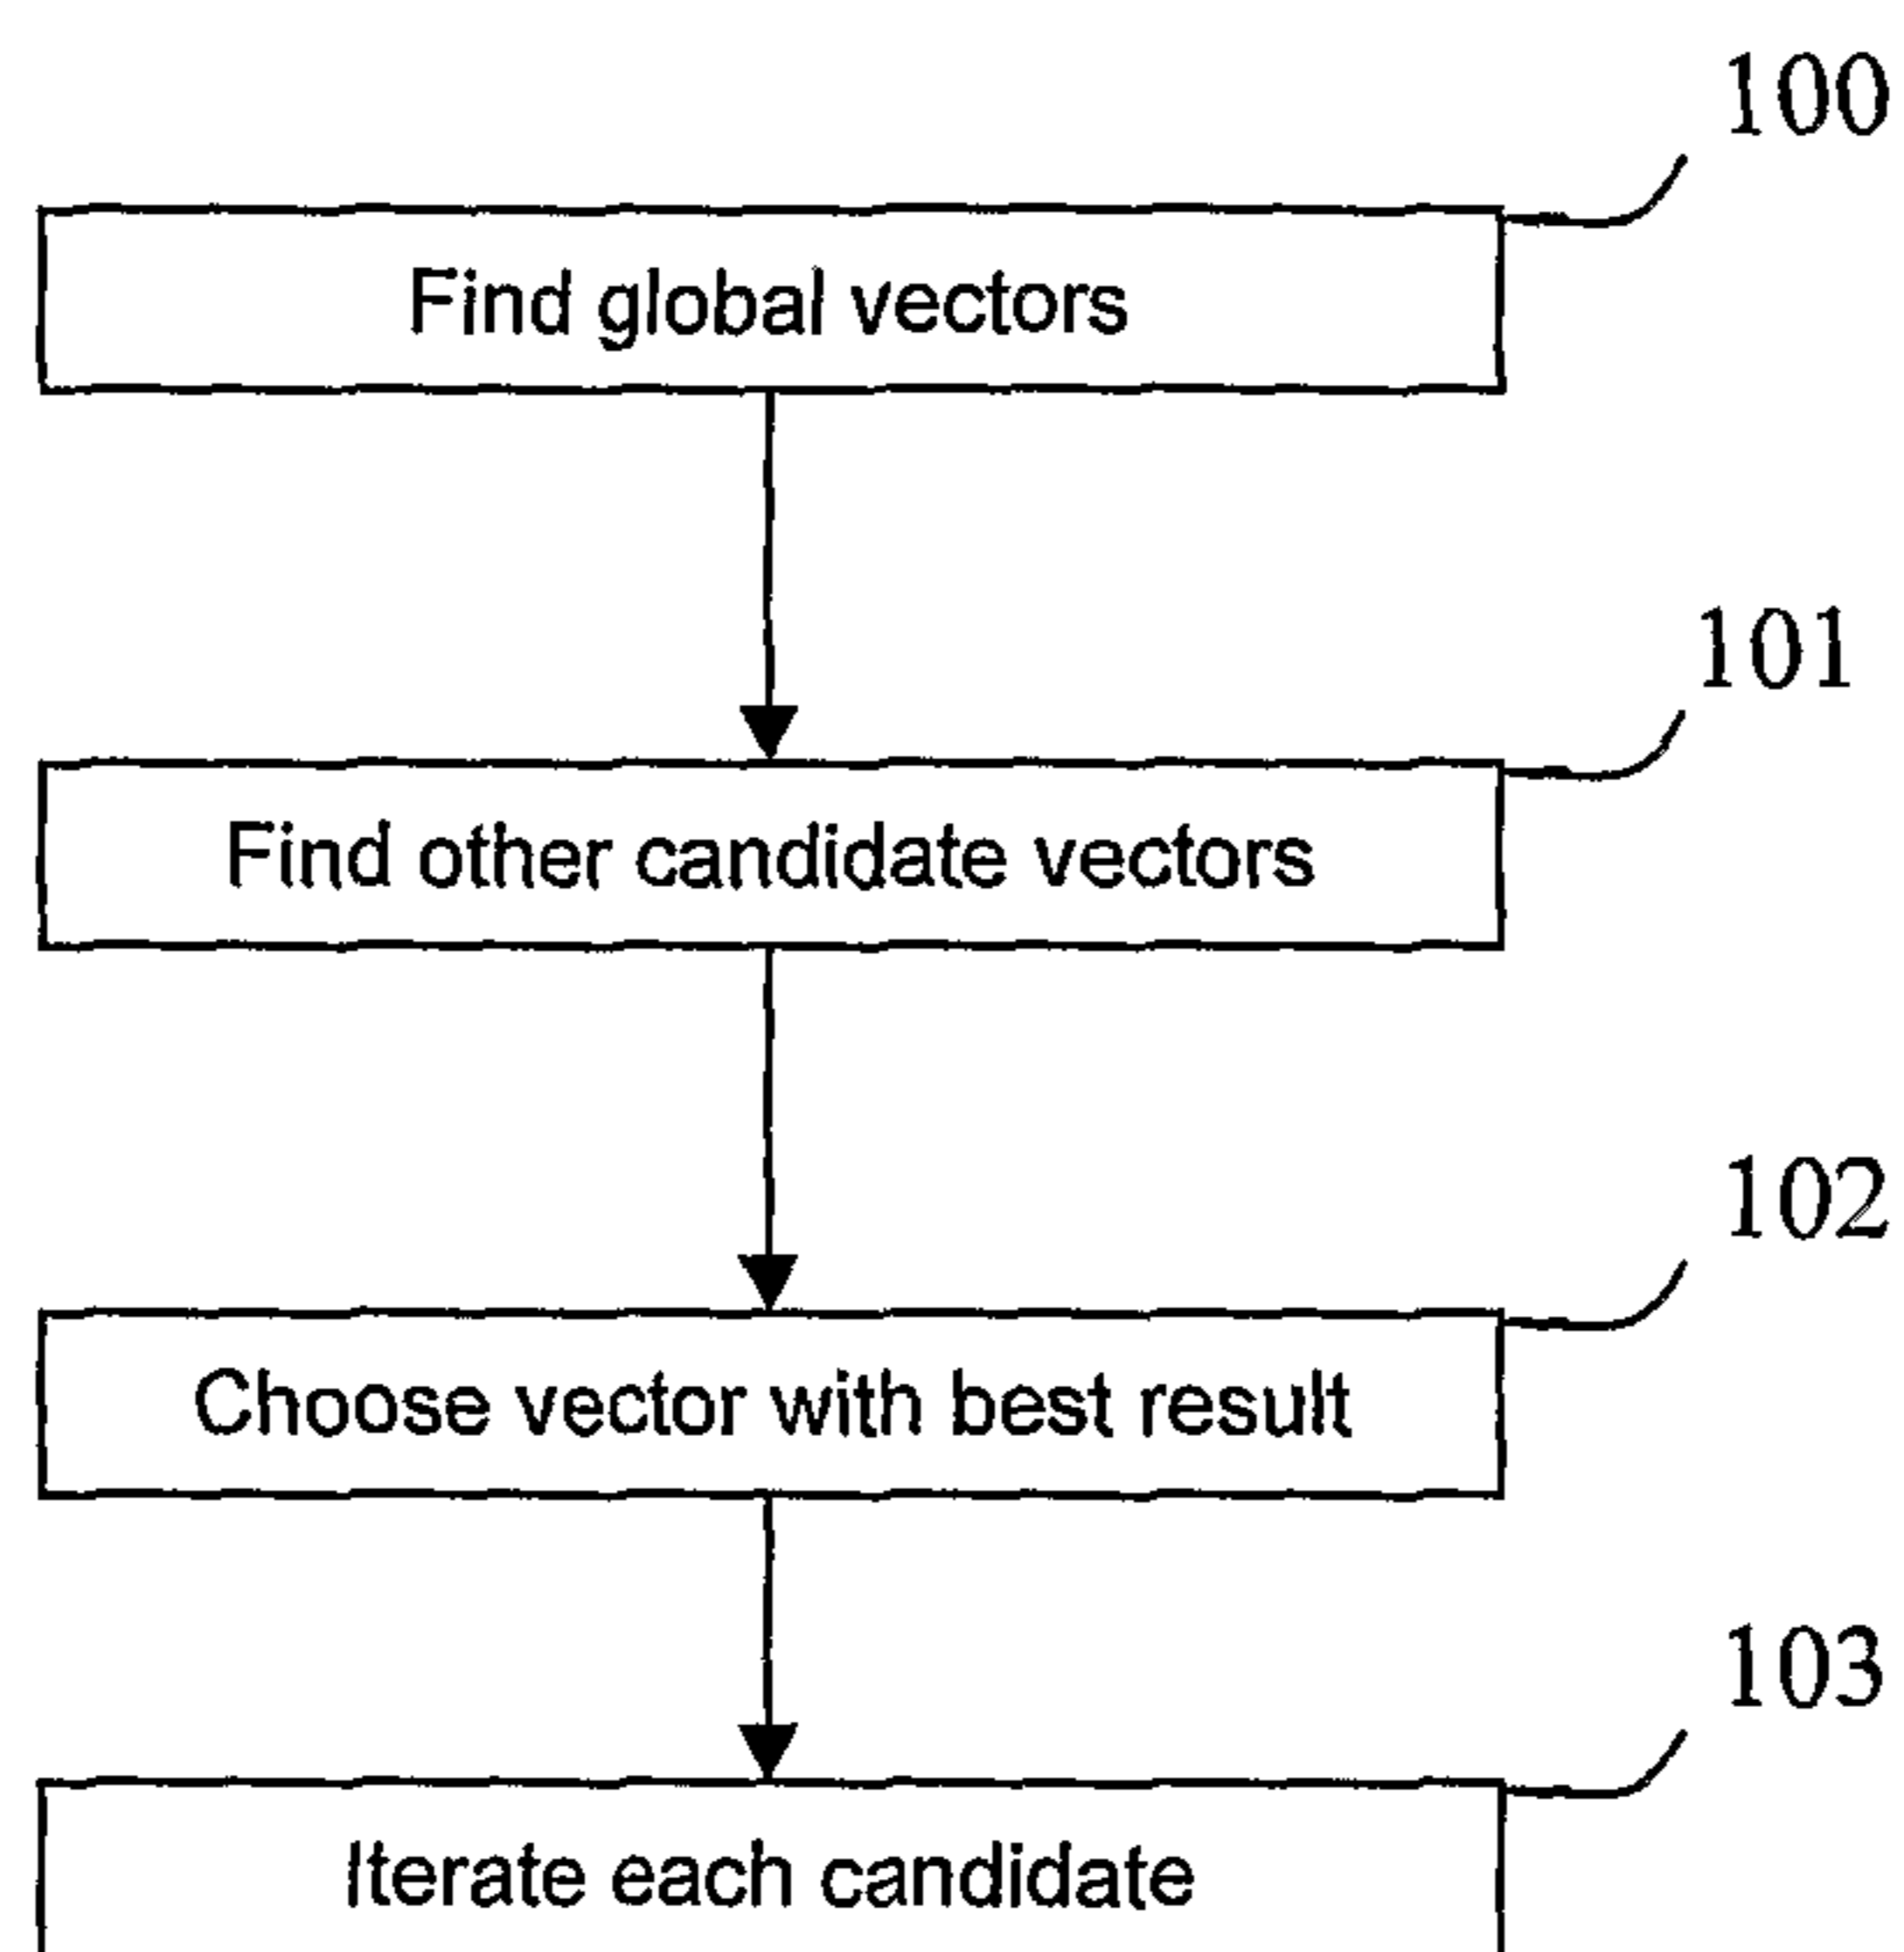 100
Find global vectors
101
Find other candidate vectors
102
Choose vector with best result
103
Iterate each candidate